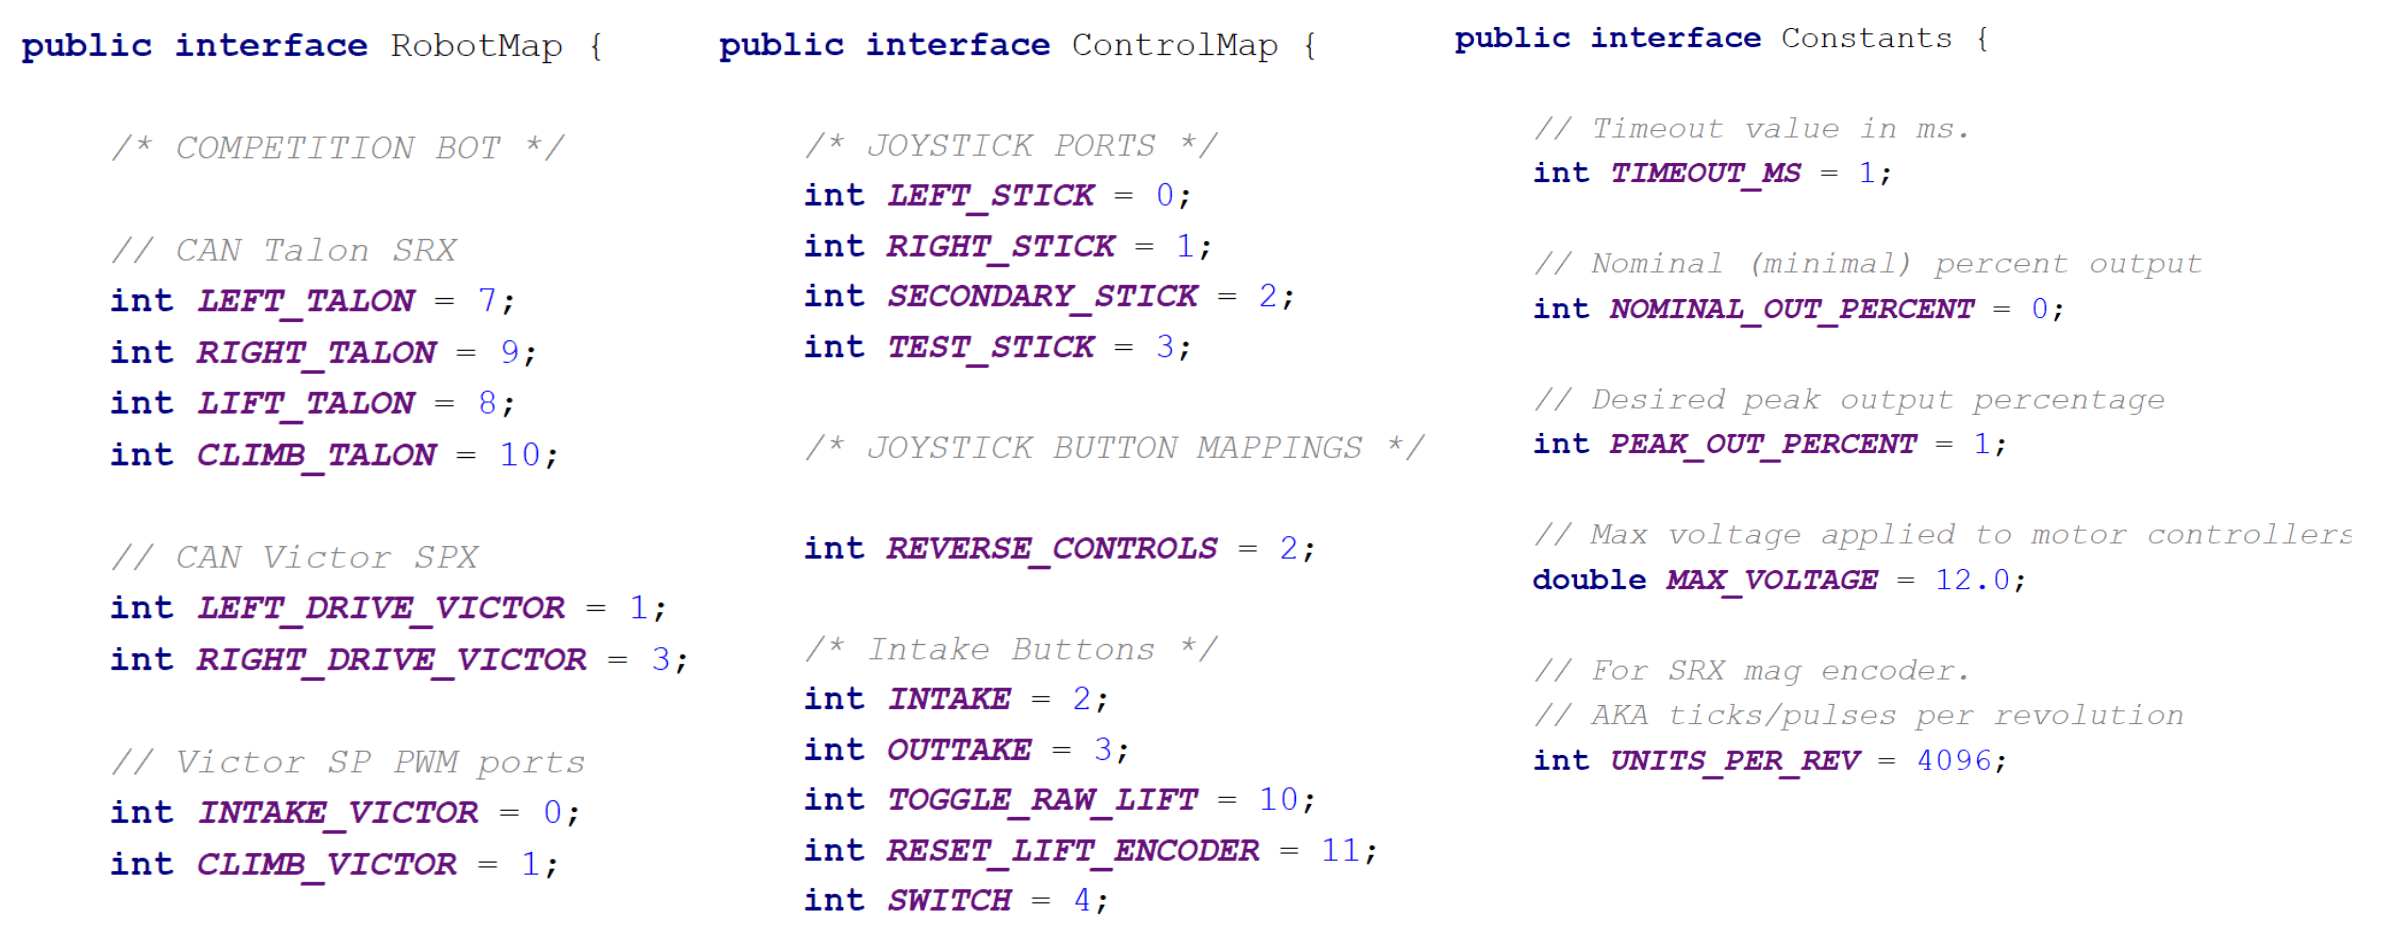 public interface RobotMap {
/* COMPETITION BOT */
// CAN Talon SRX
int LEFT_TALON = 7;
int RIGHT_TALON = 9;
int LIFT_TALON = 8;
int CLIMB_TALON = 10;
// CAN Victor SPX
int LEFT_DRIVE_VICTOR = 1;
int RIGHT_DRIVE_VICTOR = 3;
// Victor SP PWM ports
int INTAKE_VICTOR = 0;
int CLIMB_VICTOR = 1;
public interface ControlMap {
/* JOYSTICK PORTS */
int LEFT_STICK = 0;
int RIGHT_STICK = 1;
int SECONDARY_STICK = 2;
int TEST_STICK = 3;
/* JOYSTICK BUTTON MAPPINGS */
int REVERSE_CONTROLS = 2;
/* Intake Buttons */
int INTAKE = 2;
int OUTTAKE = 3;
int TOGGLE_RAW_LIFT = 10;
int RESET_LIFT_ENCODER = 11;
int SWITCH = 4;
public interface Constants {
// Timeout value in ms.
int TIMEOUT_MS = 1;
// Nominal (minimal) percent output
int NOMINAL_OUT_PERCENT = 0;
// Desired peak output percentage
int PEAK_OUT_PERCENT = 1;
// Max voltage applied to motor controllers
double MAX_VOLTAGE = 12.0;
// For SRX mag encoder.
// AKA ticks/pulses per revolution
int UNITS_PER_REV = 4096;